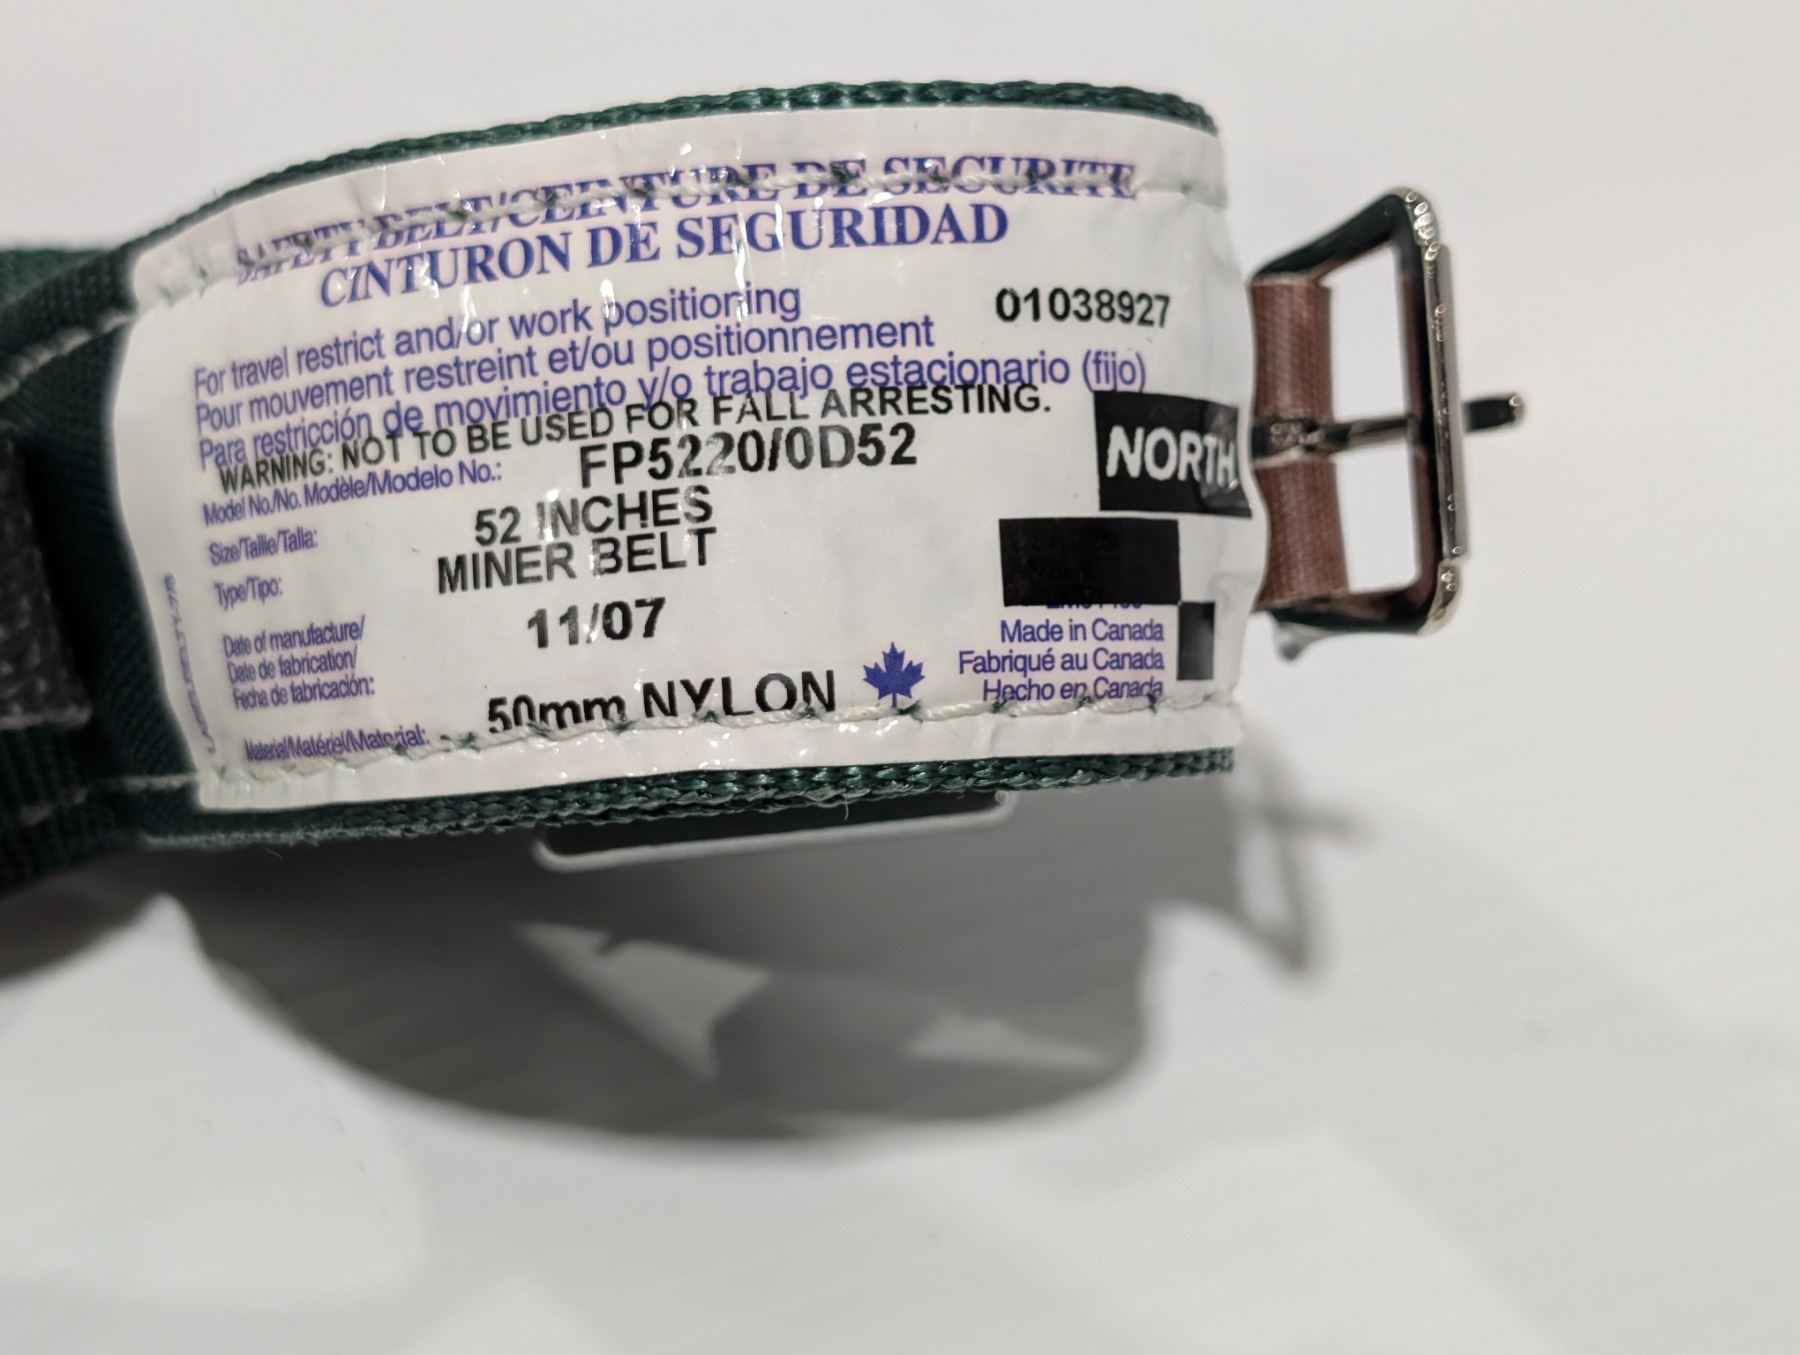 SAFETY BELT/CEINTURE DE SECURITE
CINTURON DE SEGURIDAD
For travel restrict and/or work positioning
01038927
Pour mouvement restreint et/ou positionnement
Para restricción de movimiento y/o trabajo estacionario (fijo)
WARNING: NOT TO BE USED FOR FALL ARRESTING.
Model No./No. Modèle/Modelo No.: FP5220/0D52
NORTH
Size/Taille/Talla: 52 INCHES
Type/Tipo: MINER BELT
Date of manufacture/
Date de fabrication/
Fecha de fabricación:
11/07
Made in Canada
Fabriqué au Canada
Hecho en Canada
Material/Matériel/Material: 50mm NYLON